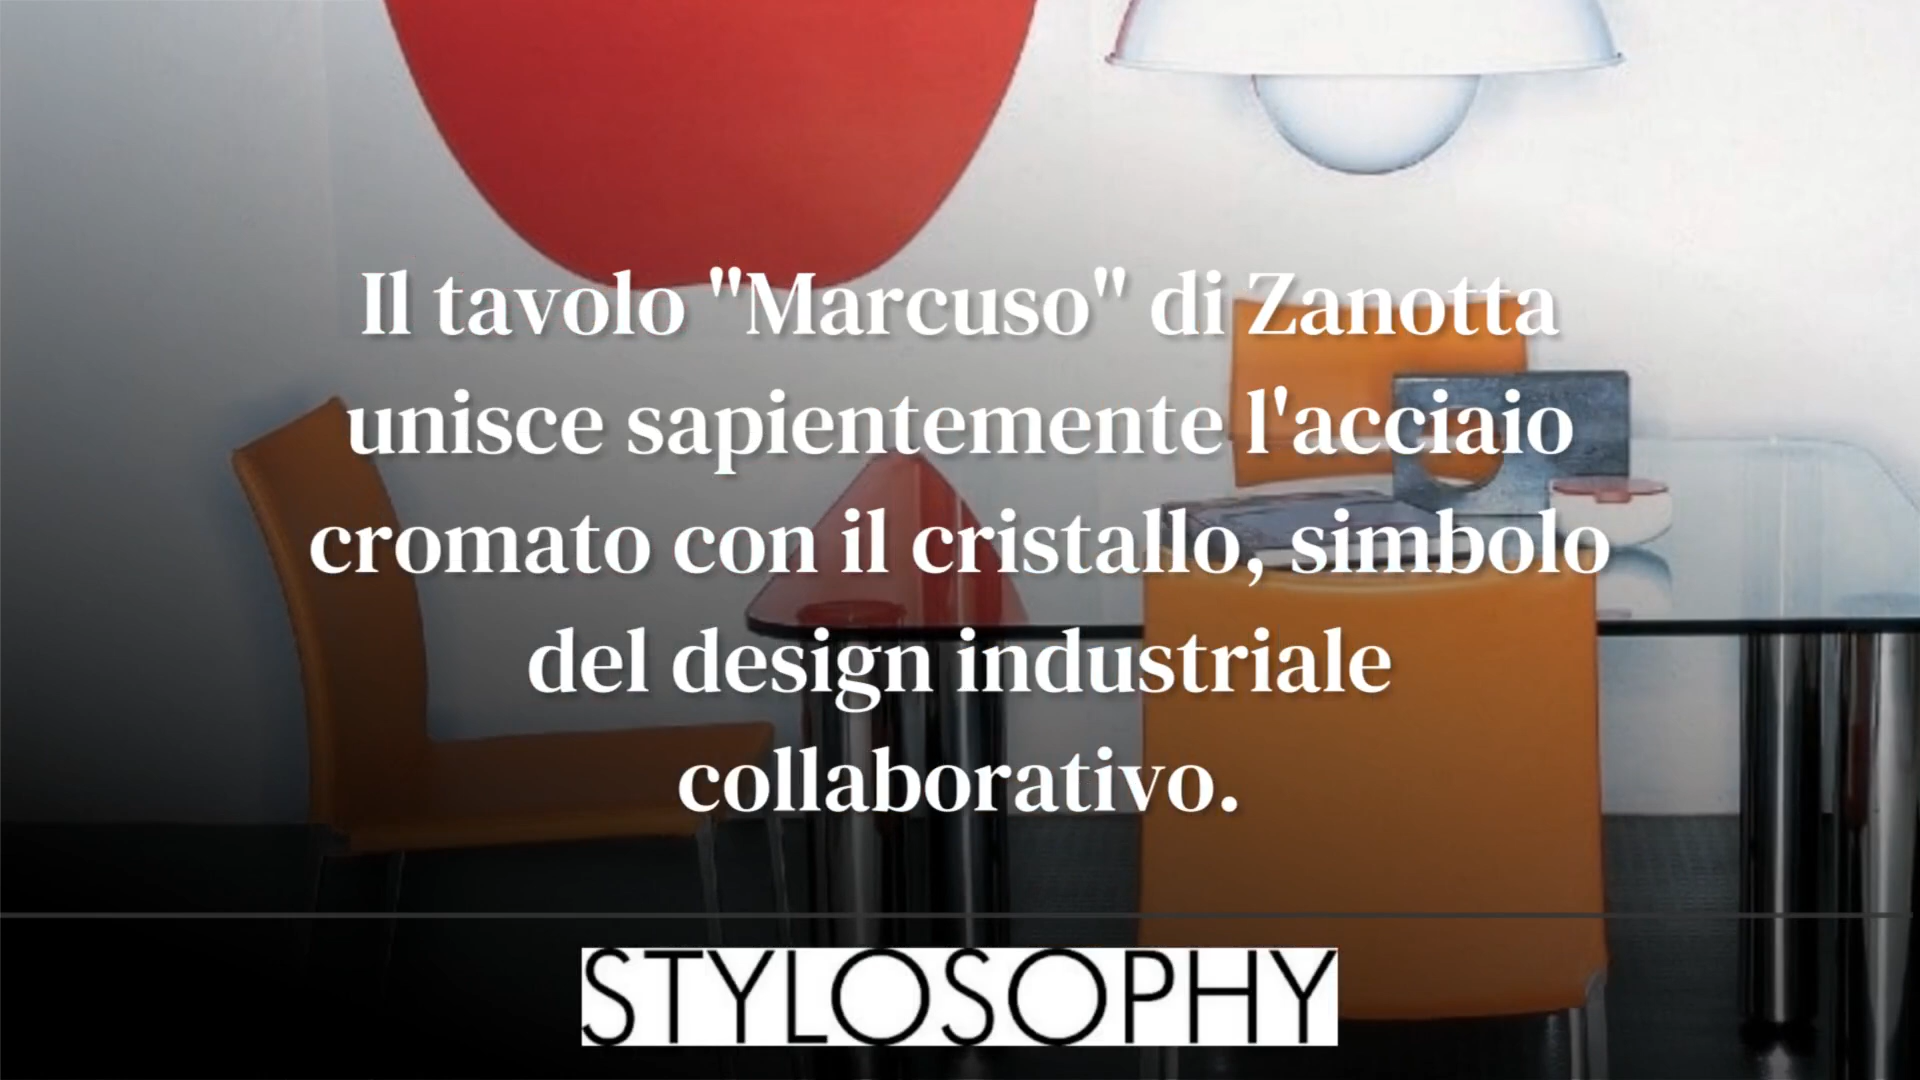 Il tavolo "Marcuso" di Zanotta
unisce sapientemente l'acciaio
cromato con il cristallo, simbolo
del design industriale
collaborativo.
STYLOSOPHY